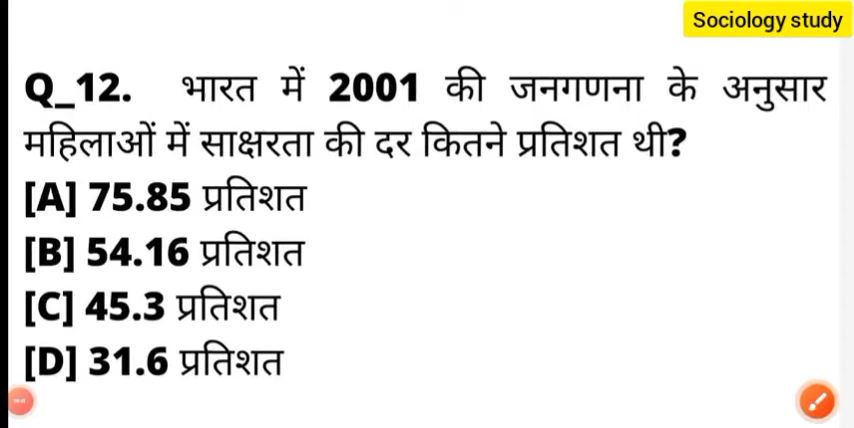 Sociology study
Q_12. भारत में 2001 की जनगणना के अनुसार
महिलाओं में साक्षरता की दर कितने प्रतिशत थी?
[A] 75.85 प्रतिशत
[B] 54.16 प्रतिशत
[C] 45.3 प्रतिशत
[D] 31.6 प्रतिशत